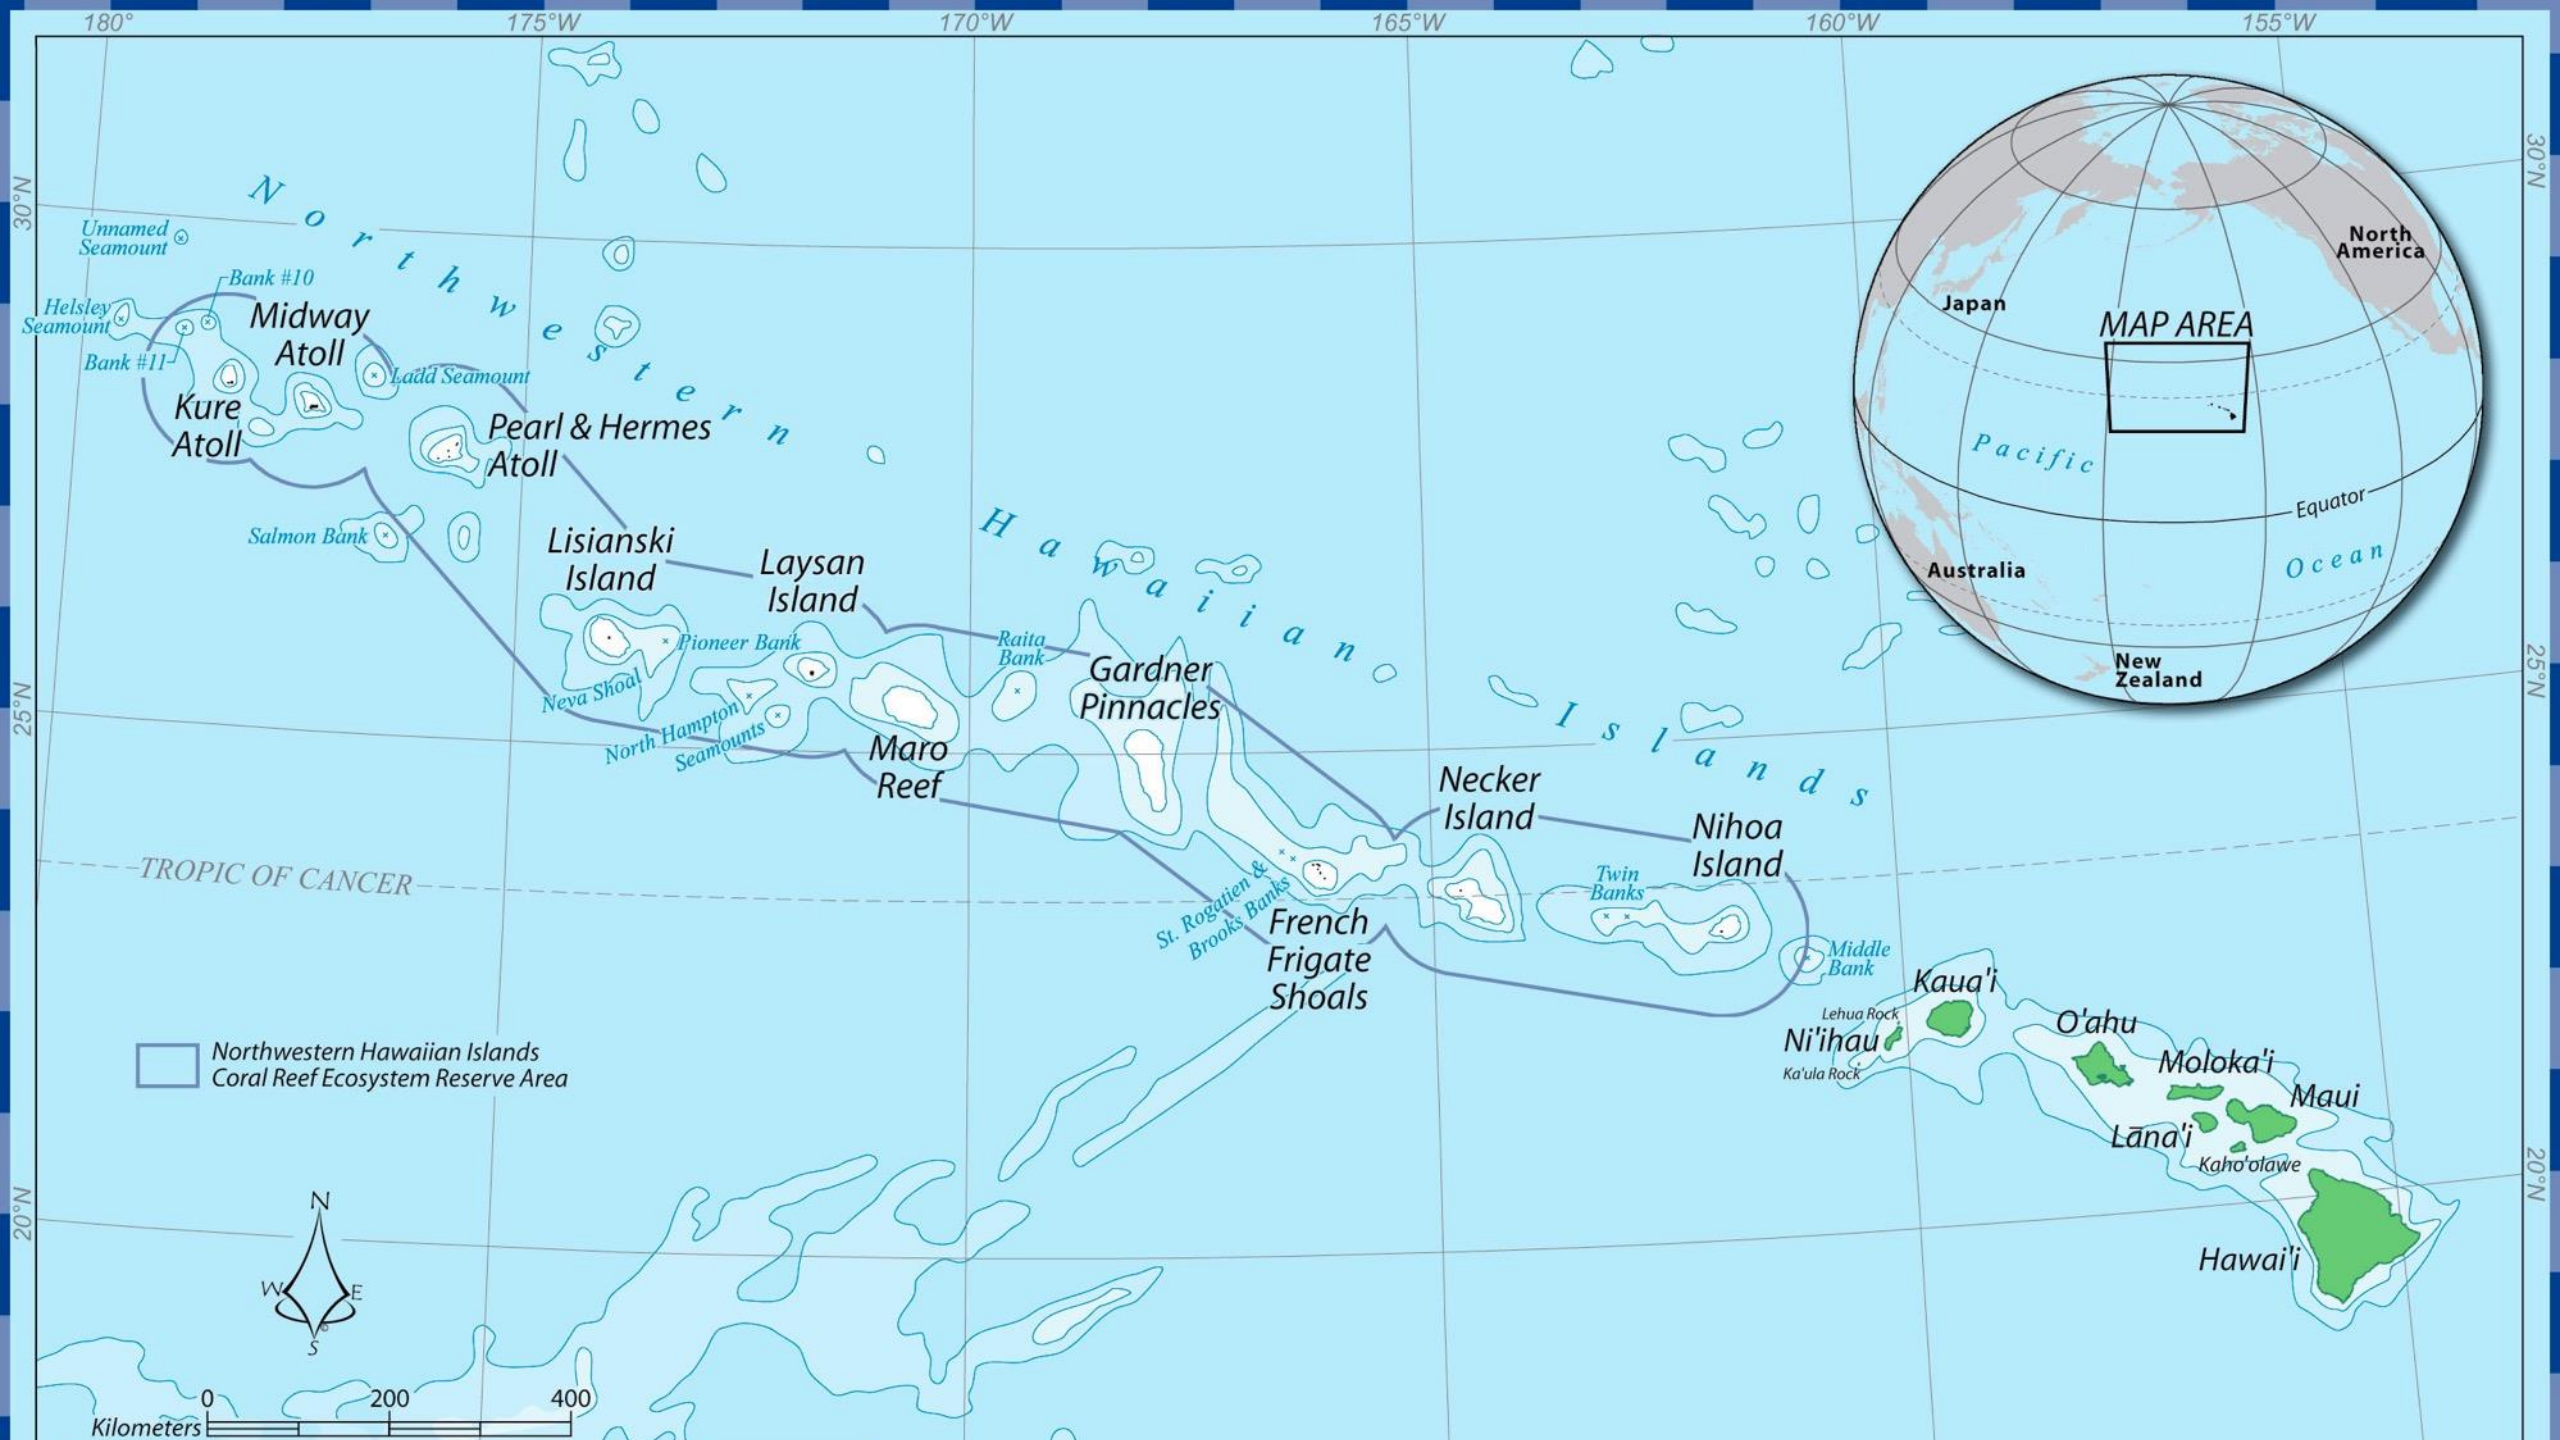 180°
175°W
170°W
165°W
160°W
155°W
30°N
25°N
20°N
30°N
25°N
20°N
Northwestern Hawaiian Islands
Unnamed
Seamount
Bank #10
Helsley
Seamount
Bank #11
Midway
Atoll
Ladd Seamount
Kure
Atoll
Pearl & Hermes
Atoll
Salmon Bank
Lisianski
Island
Laysan
Island
Pioneer Bank
Neva Shoal
North Hampton
Seamounts
Raita
Bank
Maro
Reef
Gardner
Pinnacles
Necker
Island
Nihoa
Island
Twin
Banks
St. Rogatien &
Brooks Banks
French
Frigate
Shoals
Middle
Bank
TROPIC OF CANCER
Kaua'i
Lehua Rock
Ni'ihau
Ka'ula Rock
O'ahu
Moloka'i
Maui
Lāna'i
Kaho'olawe
Hawai'i
North
America
Japan
MAP AREA
Pacific
Equator
Ocean
Australia
New
Zealand
Northwestern Hawaiian Islands
Coral Reef Ecosystem Reserve Area
N
W
E
S
0
200
400
Kilometers